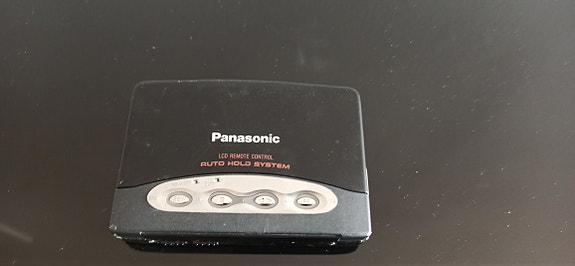 Panasonic
LCD REMOTE CONTROL
AUTO HOLD SYSTEM